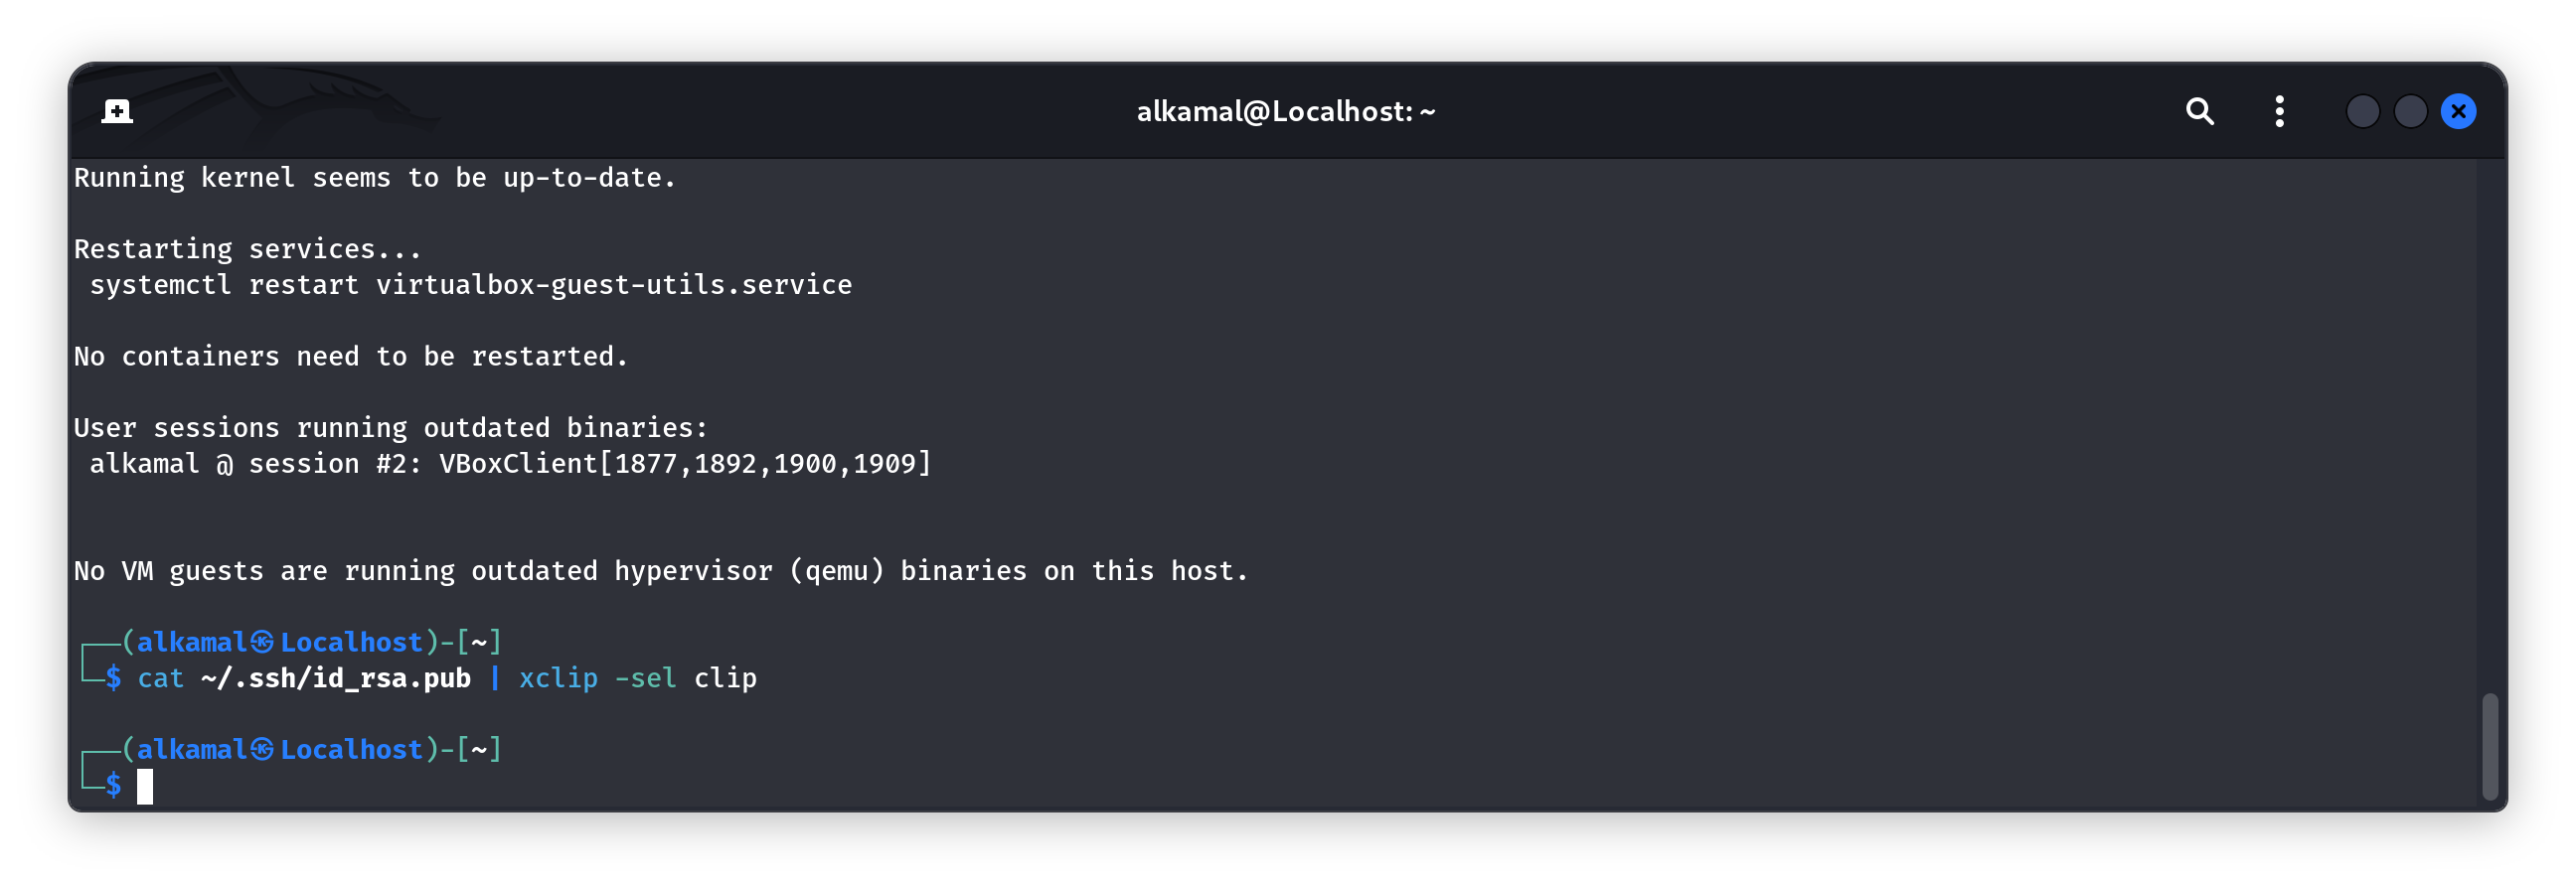 alkamal@Localhost: ~
Running kernel seems to be up-to-date.
Restarting services...
 systemctl restart virtualbox-guest-utils.service
No containers need to be restarted.
User sessions running outdated binaries:
 alkamal @ session #2: VBoxClient[1877,1892,1900,1909]
No VM guests are running outdated hypervisor (qemu) binaries on this host.
┌──(alkamal㉿Localhost)-[~]
└─$ cat ~/.ssh/id_rsa.pub | xclip -sel clip
┌──(alkamal㉿Localhost)-[~]
└─$